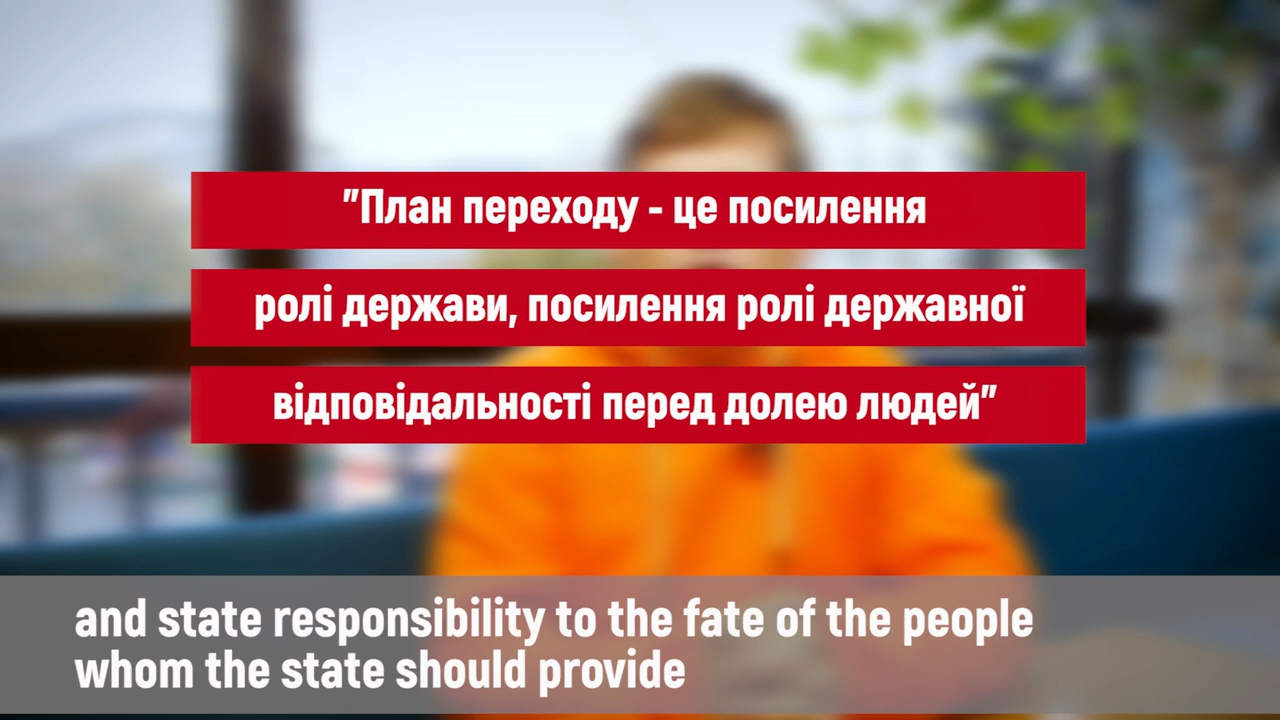 "План переходу - це посилення
ролі держави, посилення ролі державної
відповідальності перед долею людей"
and state responsibility to the fate of the people
whom the state should provide